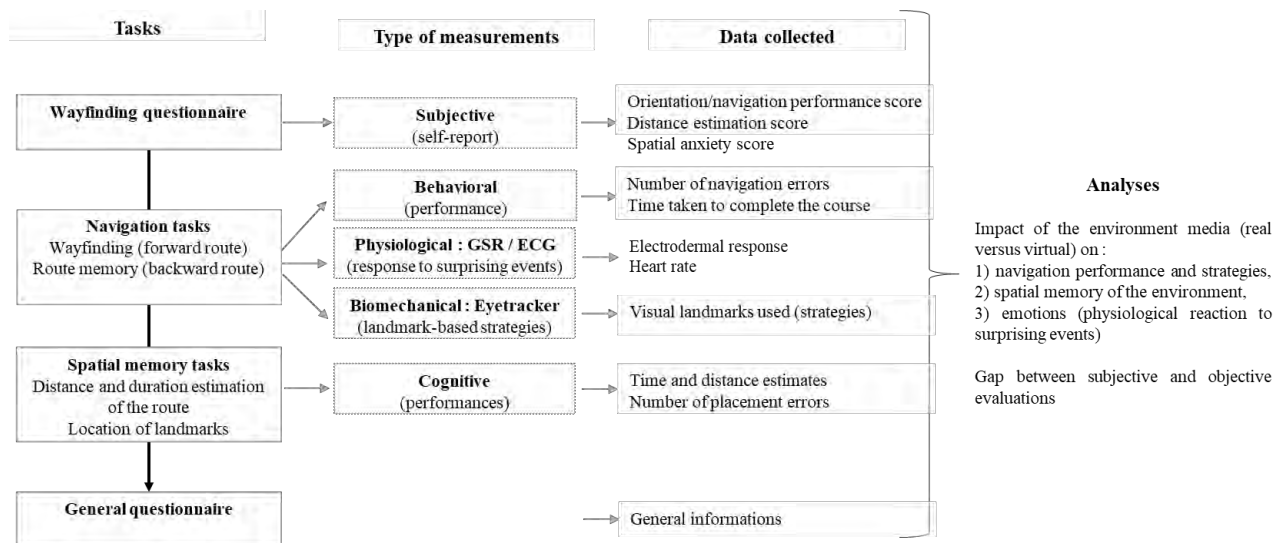 Tasks
Type of measurements
Data collected
Wayfinding questionnaire
Subjective
(self-report)
Orientation/navigation performance score
Distance estimation score
Spatial anxiety score
Navigation tasks
Wayfinding (forward route)
Route memory (backward route)
Behavioral
(performance)
Number of navigation errors
Time taken to complete the course
Physiological : GSR / ECG
(response to surprising events)
Electrodermal response
Heart rate
Biomechanical : Eyetracker
(landmark-based strategies)
Visual landmarks used (strategies)
Spatial memory tasks
Distance and duration estimation
of the route
Location of landmarks
Cognitive
(performances)
Time and distance estimates
Number of placement errors
General questionnaire
General informations
Analyses
Impact of the environment media (real
versus virtual) on :
1) navigation performance and strategies,
2) spatial memory of the environment,
3) emotions (physiological reaction to
surprising events)
Gap between subjective and objective
evaluations